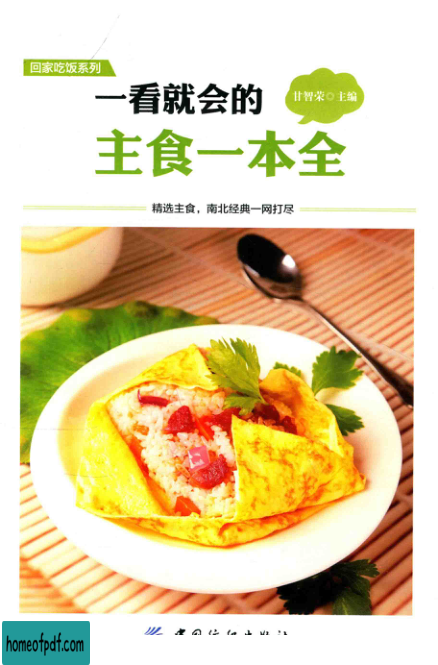 回家吃饭系列
一看就会的
甘智荣◎主编
主食一本全
精选主食，南北经典一网打尽
homeofpdf.com